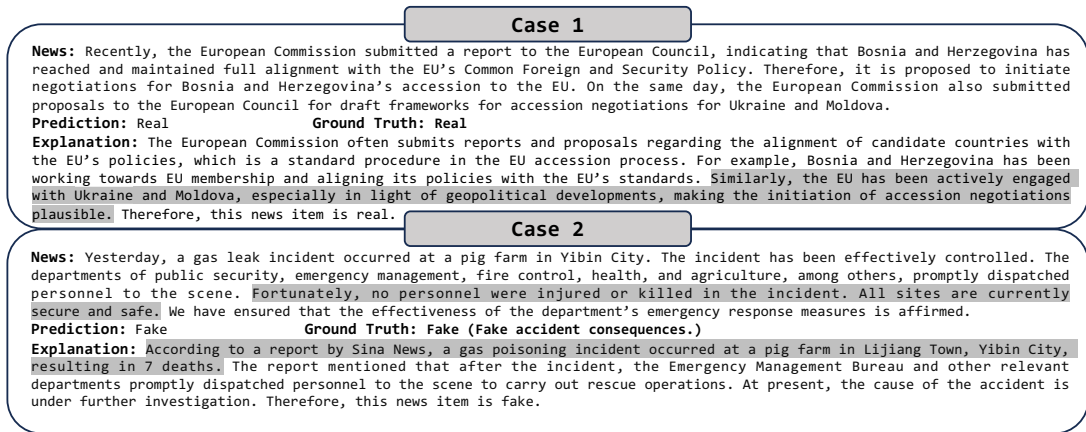 Case 1
News: Recently, the European Commission submitted a report to the European Council, indicating that Bosnia and Herzegovina has
reached and maintained full alignment with the EU's Common Foreign and Security Policy. Therefore, it is proposed to initiate
negotiations for Bosnia and Herzegovina's accession to the EU. On the same day, the European Commission also submitted
proposals to the European Council for draft frameworks for accession negotiations for Ukraine and Moldova.
Prediction: Real Ground Truth: Real
Explanation: The European Commission often submits reports and proposals regarding the alignment of candidate countries with
the EU's policies, which is a standard procedure in the EU accession process. For example, Bosnia and Herzegovina has been
working towards EU membership and aligning its policies with the EU's standards. Similarly, the EU has been actively engaged
with Ukraine and Moldova, especially in light of geopolitical developments, making the initiation of accession negotiations
plausible. Therefore, this news item is real.
Case 2
News: Yesterday, a gas leak incident occurred at a pig farm in Yibin City. The incident has been effectively controlled. The
departments of public security, emergency management, fire control, health, and agriculture, among others, promptly dispatched
personnel to the scene. Fortunately, no personnel were injured or killed in the incident. All sites are currently
secure and safe. We have ensured that the effectiveness of the department's emergency response measures is affirmed.
Prediction: Fake Ground Truth: Fake (Fake accident consequences.)
Explanation: According to a report by Sina News, a gas poisoning incident occurred at a pig farm in Lijiang Town, Yibin City,
resulting in 7 deaths. The report mentioned that after the incident, the Emergency Management Bureau and other relevant
departments promptly dispatched personnel to the scene to carry out rescue operations. At present, the cause of the accident is
under further investigation. Therefore, this news item is fake.